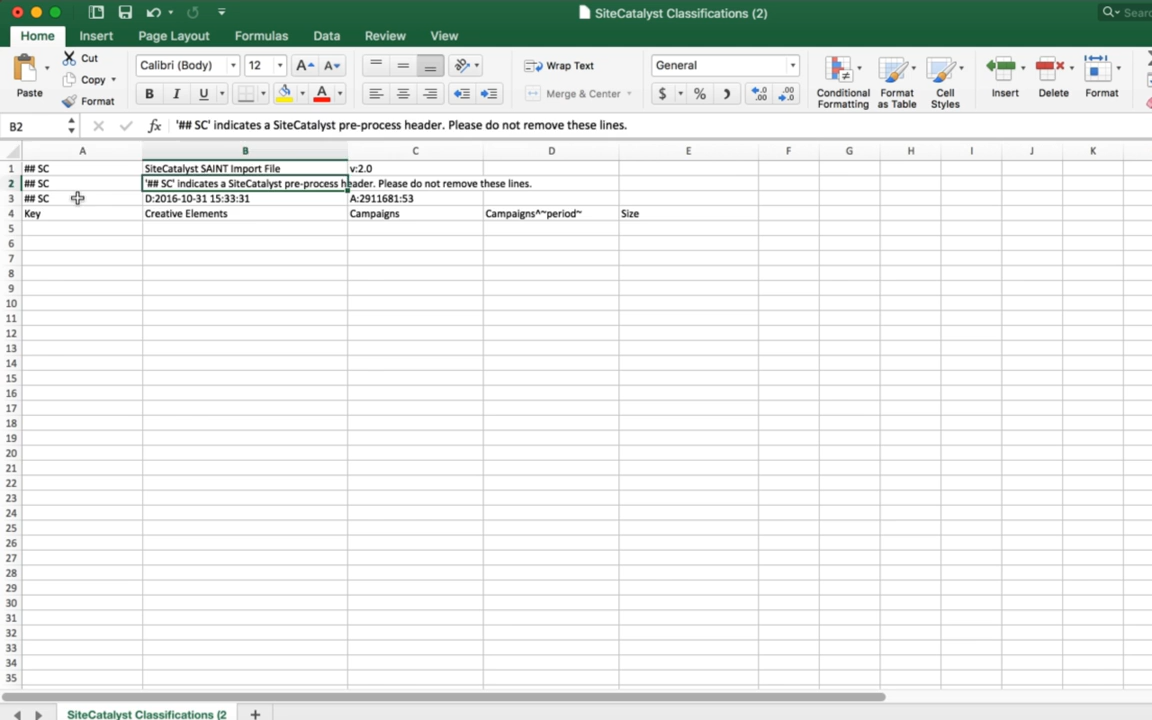 SiteCatalyst Classifications (2)
Home Insert Page Layout Formulas Data Review View
Paste Cut Copy Format
Calibri (Body) 12 A A
B I U A
Wrap Text
Merge & Center
General
$ % .00 .0
Conditional Formatting Format as Table Cell Styles Insert Delete Format
B2 fx '## SC' indicates a SiteCatalyst pre-process header. Please do not remove these lines.
A B C D E F G H I J K
1 ## SC SiteCatalyst SAINT Import File v:2.0
2 ## SC '## SC' indicates a SiteCatalyst pre-process header. Please do not remove these lines.
3 ## SC D:2016-10-31 15:33:31 A:2911681:53
4 Key Creative Elements Campaigns Campaigns^~period~ Size
5
6
7
8
9
10
11
12
13
14
15
16
17
18
19
20
21
22
23
24
25
26
27
28
29
30
31
32
33
34
35
SiteCatalyst Classifications (2 +